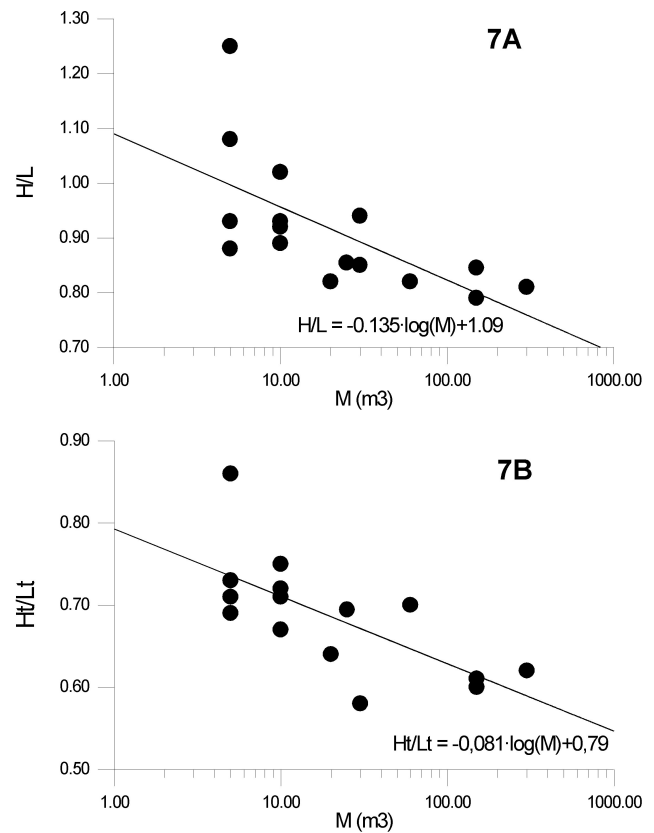 1.30
7A
1.20
1.10
H/L
1.00
0.90
0.80
H/L = -0.135·log(M)+1.09
0.70
1.00 10.00 100.00 1000.00
M (m3)
0.90
7B
0.80
Ht/Lt
0.70
0.60
Ht/Lt = -0,081·log(M)+0,79
0.50
1.00 10.00 100.00 1000.00
M (m3)